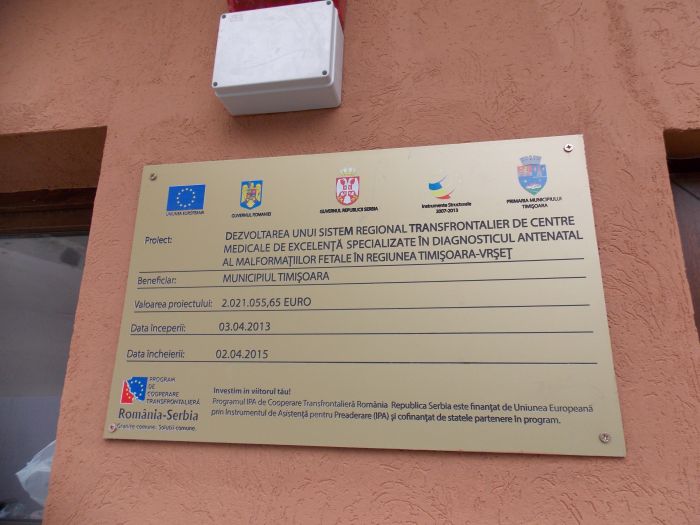 UNIUNEA EUROPEANĂ
GUVERNUL ROMÂNIEI
GUVERNUL REPUBLICII SERBIA
Instrumente Structurale
2007-2013
PRIMĂRIA MUNICIPIULUI
TIMIȘOARA
Proiect:
DEZVOLTAREA UNUI SISTEM REGIONAL TRANSFRONTALIER DE CENTRE
MEDICALE DE EXCELENȚĂ SPECIALIZATE ÎN DIAGNOSTICUL ANTENATAL
AL MALFORMAȚIILOR FETALE ÎN REGIUNEA TIMIȘOARA-VRȘEȚ
Beneficiar: MUNICIPIUL TIMIȘOARA
Valoarea proiectului: 2.021.055,65 EURO
Data începerii: 03.04.2013
Data încheierii: 02.04.2015
PROGRAM
DE
COOPERARE
TRANSFRONTALIERĂ
România-Serbia
Granițe comune. Soluții comune.
Investim în viitorul tău!
Programul IPA de Cooperare Transfrontalieră România Republica Serbia este finanțat de Uniunea Europeană
prin Instrumentul de Asistență pentru Preaderare (IPA) și cofinanțat de statele partenere în program.